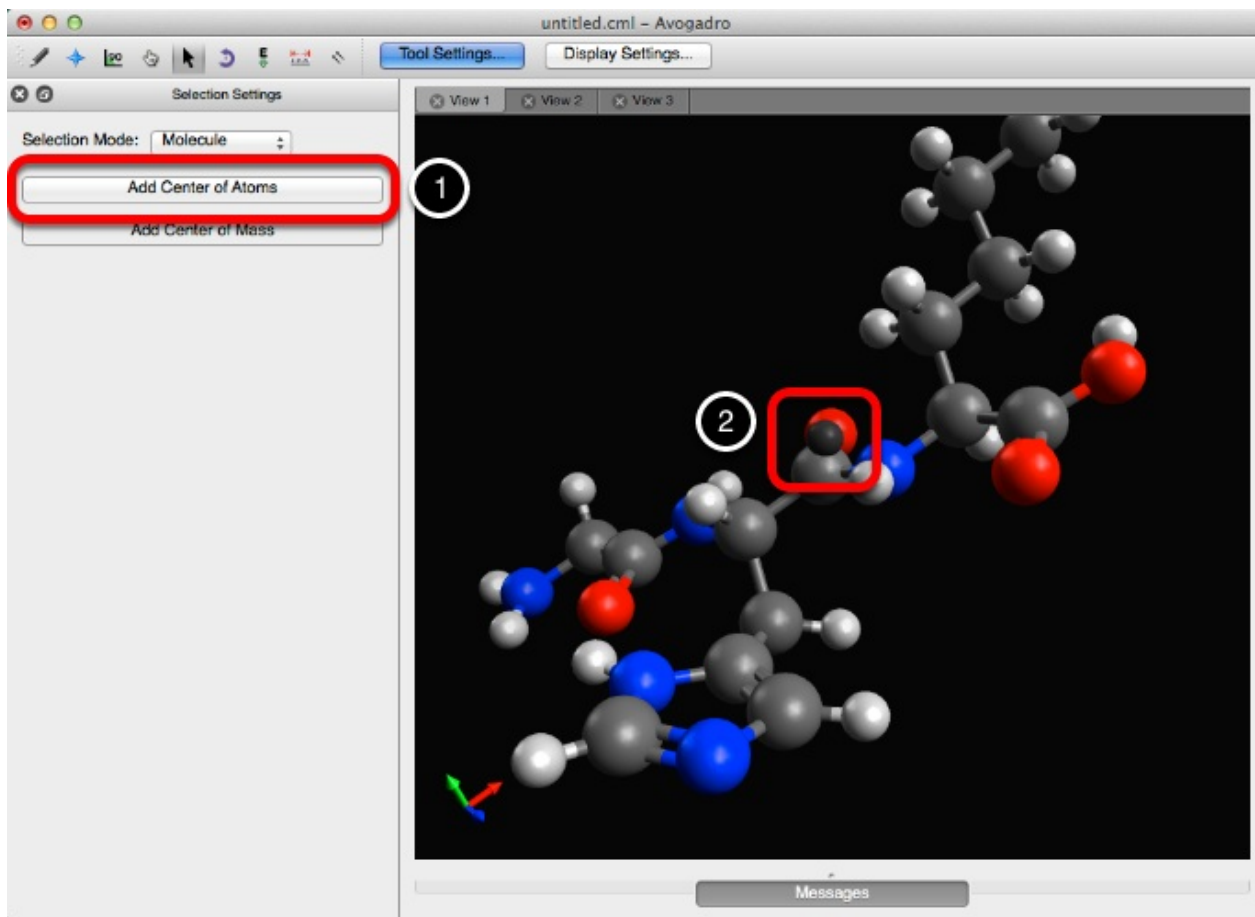 untitled.cml – Avogadro
Tool Settings...
Display Settings...
Selection Settings
View 1
View 2
View 3
Selection Mode:
Molecule
Add Center of Atoms
1
Add Center of Mass
2
Messages